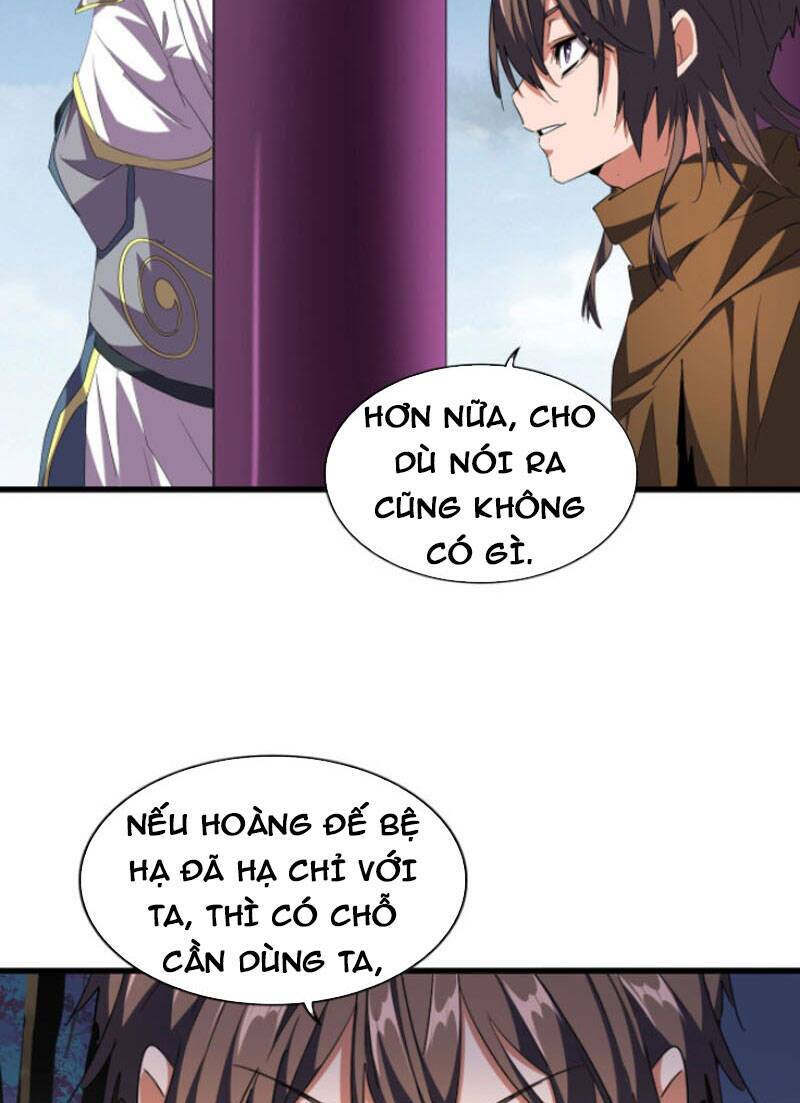 HƠN NỮA, CHO
DÙ NÓI RA
CŨNG KHÔNG
CÓ GÌ.
NẾU HOÀNG ĐẾ BỆ
HẠ ĐÃ HẠ CHỈ VỚI
TA, THÌ CÓ CHỖ
CẦN DÙNG TA,